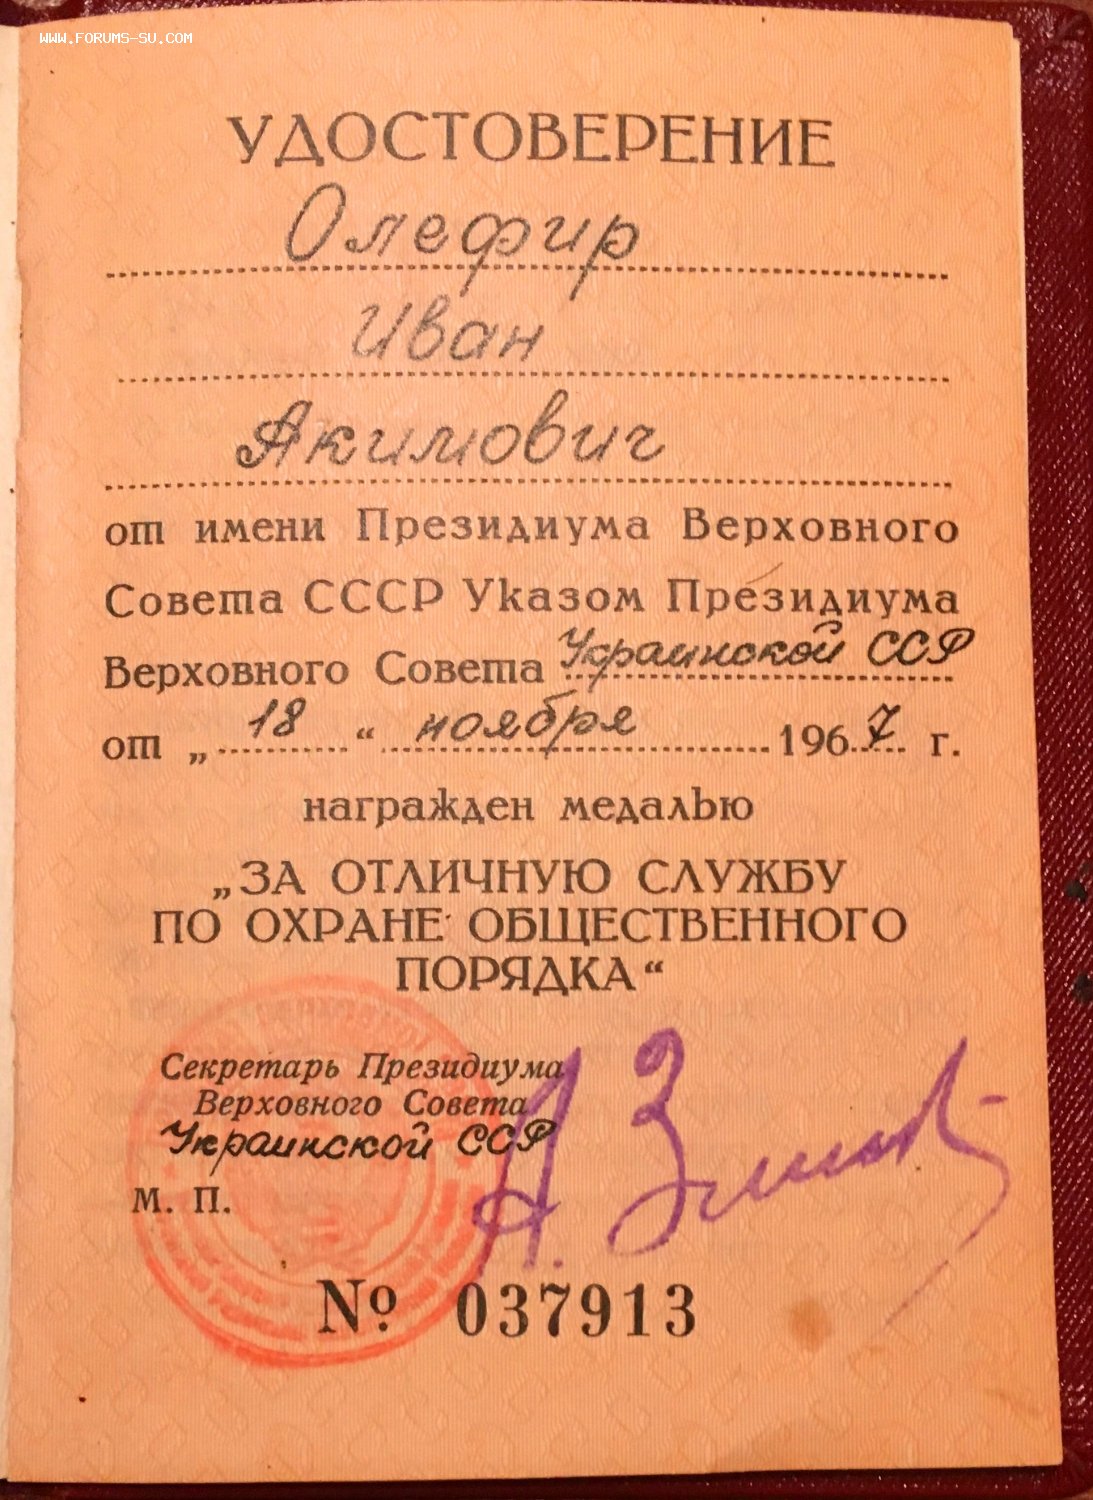 WWW.FORUMS-SU.COM
УДОСТОВЕРЕНИЕ
Олефир
Иван
Акимович
от имени Президиума Верховного
Совета СССР Указом Президиума
Верховного Совета Украинской ССР
от „ 18 “ ноября 1967 г.
награжден медалью
„ЗА ОТЛИЧНУЮ СЛУЖБУ
ПО ОХРАНЕ ОБЩЕСТВЕННОГО
ПОРЯДКА“
Секретарь Президиума
Верховного Совета
Украинской ССР
М. П.
№ 037913